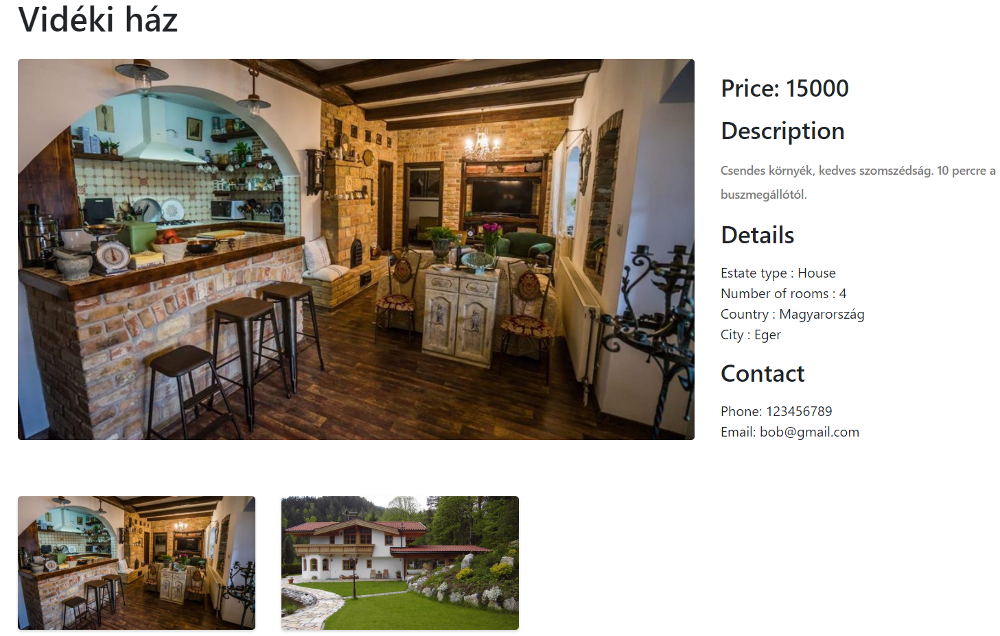 Vidéki ház
Price: 15000
Description
Csendes környék, kedves szomszédság. 10 percre a
buszmegállótól.
Details
Estate type : House
Number of rooms : 4
Country : Magyarország
City : Eger
Contact
Phone: 123456789
Email: bob@gmail.com